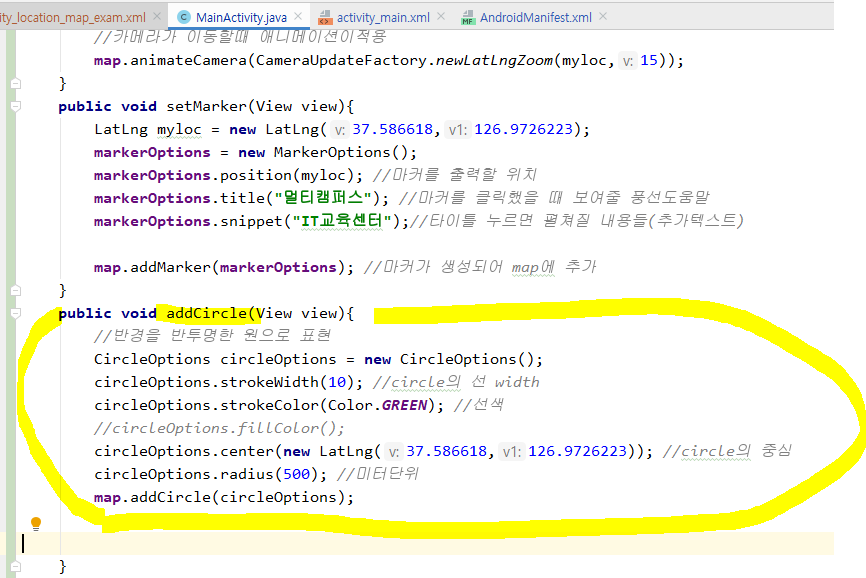 ty_location_map_exam.xml MainActivity.java activity_main.xml AndroidManifest.xml
//카메라가 이동할때 애니메이션이적용
map.animateCamera(CameraUpdateFactory.newLatLngZoom(myloc, v: 15));
}
public void setMarker(View view){
LatLng myloc = new LatLng( v: 37.586618, v1: 126.9726223);
markerOptions = new MarkerOptions();
markerOptions.position(myloc); //마커를 출력할 위치
markerOptions.title("멀티캠퍼스"); //마커를 클릭했을 때 보여줄 풍선도움말
markerOptions.snippet("IT교육센터");//타이틀 누르면 펼쳐질 내용들(추가텍스트)
map.addMarker(markerOptions); //마커가 생성되어 map에 추가
}
public void addCircle(View view){
//반경을 반투명한 원으로 표현
CircleOptions circleOptions = new CircleOptions();
circleOptions.strokeWidth(10); //circle의 선 width
circleOptions.strokeColor(Color.GREEN); //선색
//circleOptions.fillColor();
circleOptions.center(new LatLng( v: 37.586618, v1: 126.9726223)); //circle의 중심
circleOptions.radius(500); //미터단위
map.addCircle(circleOptions);
}